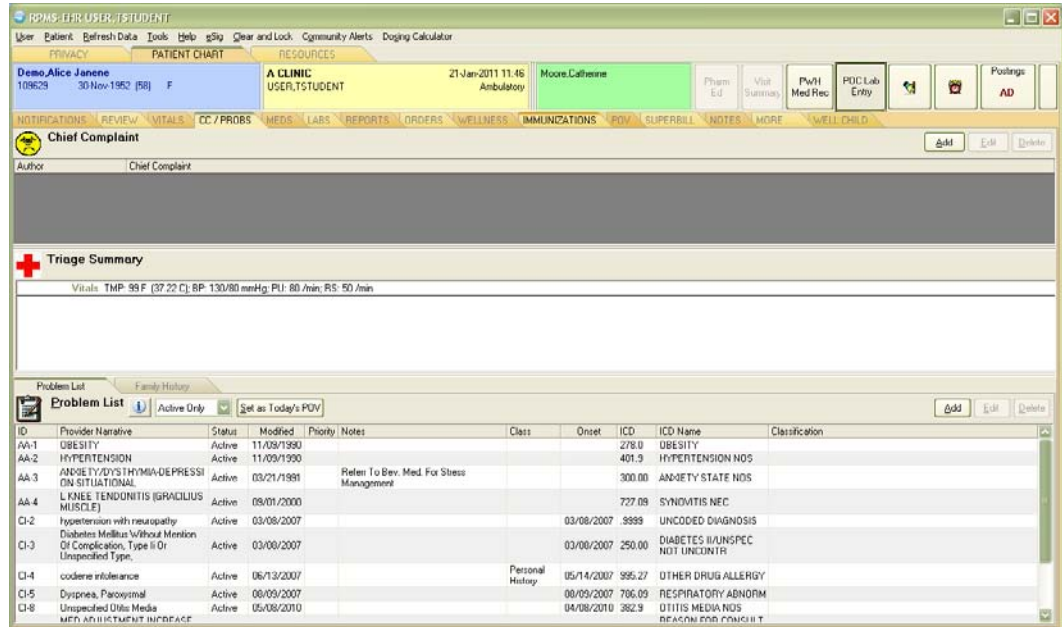 RPMS-EHR USER, TSTUDENT
User Patient Refresh Data Tools Help eSig Clear and Lock Community Alerts Dosing Calculator
PRIVACY PATIENT CHART RESOURCES
Demo,Alice Janene A CLINIC 21-Jan-2011 11:46 Moore,Catherine Pharm Ed Visit Summary PWH Med Rec POC Lab Entry Postings
109629 30-Nov-1952 (58) F USER,TSTUDENT Ambulatory AD
NOTIFICATIONS REVIEW VITALS CC / PROBS MEDS LABS REPORTS ORDERS WELLNESS IMMUNIZATIONS POV SUPERBILL NOTES MORE WELL CHILD
Chief Complaint Add Edit Delete
Author Chief Complaint
Triage Summary
Vitals TMP: 99 F (37.22 C); BP: 130/80 mmHg; PU: 80 /min; RS: 50 /min
Problem List Family History
Problem List Active Only Set as Today's POV Add Edit Delete
ID Provider Narrative Status Modified Priority Notes Class Onset ICD ICD Name Classification
AA-1 OBESITY Active 11/09/1990 278.0 OBESITY
AA-2 HYPERTENSION Active 11/09/1990 401.9 HYPERTENSION NOS
AA-3 ANXIETY/DYSTHYMIA-DEPRESSI ON-SITUATIONAL Active 03/21/1991 Refer: To Bev. Med. For Stress Management 300.00 ANXIETY STATE NOS
AA-4 L KNEE TENDONITIS (GRACILIUS MUSCLE) Active 09/01/2000 727.09 SYNOVITIS NEC
CI-2 hypertension with neuropathy Active 03/08/2007 03/08/2007 .9999 UNCODED DIAGNOSIS
CI-3 Diabetes Mellitus Without Mention Of Complication, Type Ii Or Unspecified Type, Active 03/08/2007 03/08/2007 250.00 DIABETES II/UNSPEC NOT UNCONTR
CI-4 codiene intolerance Active 06/13/2007 Personal History 05/14/2007 995.27 OTHER DRUG ALLERGY
CI-5 Dyspnea, Paroxysmal Active 08/09/2007 08/09/2007 786.09 RESPIRATORY ABNORM
CI-8 Unspecified Otitis Media Active 05/08/2010 04/08/2010 382.9 OTITIS MEDIA NOS
MED ADJUSTMENT INCREASE REASON FOR CONSULT